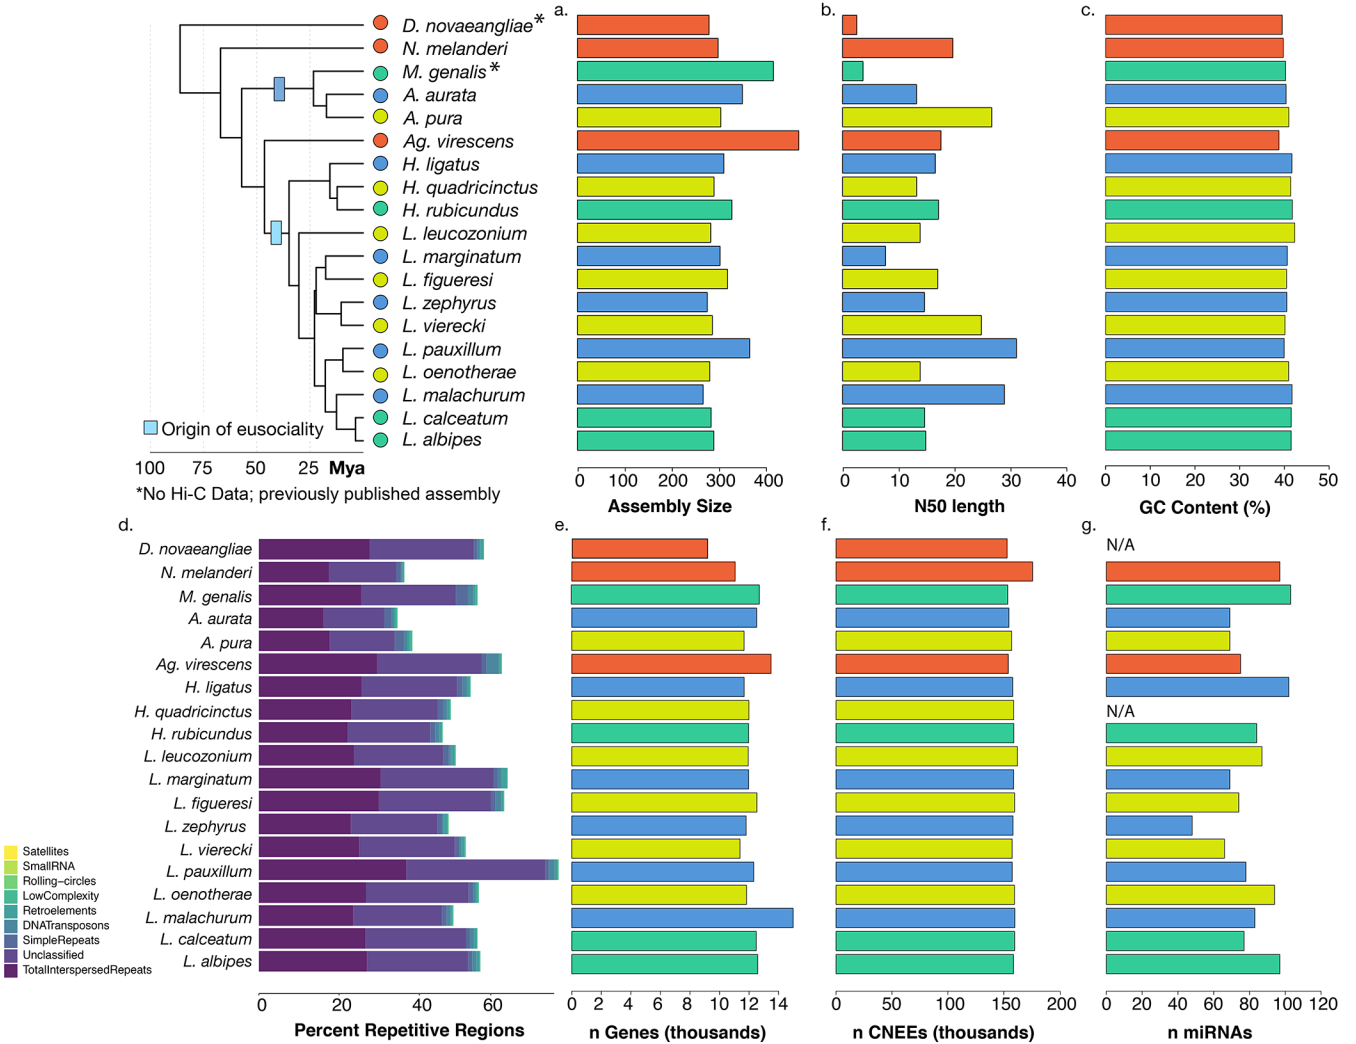 a.
b.
c.
D. novaeangliae*
N. melanderi
M. genalis*
A. aurata
A. pura
Ag. virescens
H. ligatus
H. quadricinctus
H. rubicundus
L. leucozonium
L. marginatum
L. figueresi
L. zephyrus
L. vierecki
L. pauxillum
L. oenotherae
L. malachurum
L. calceatum
L. albipes
Origin of eusociality
100 75 50 25 Mya
*No Hi-C Data; previously published assembly
0 100 200 300 400
Assembly Size
0 10 20 30 40
N50 length
0 10 20 30 40 50
GC Content (%)
d.
e.
f.
g.
D. novaeangliae
N. melanderi
M. genalis
A. aurata
A. pura
Ag. virescens
H. ligatus
H. quadricinctus
H. rubicundus
L. leucozonium
L. marginatum
L. figueresi
L. zephyrus
L. vierecki
L. pauxillum
L. oenotherae
L. malachurum
L. calceatum
L. albipes
N/A
N/A
Satellites
SmallRNA
Rolling-circles
LowComplexity
Retroelements
DNATransposons
SimpleRepeats
Unclassified
TotalInterspersedRepeats
0 20 40 60
Percent Repetitive Regions
0 2 4 6 8 10 12 14
n Genes (thousands)
0 50 100 150 200
n CNEEs (thousands)
0 20 40 60 80 100 120
n miRNAs